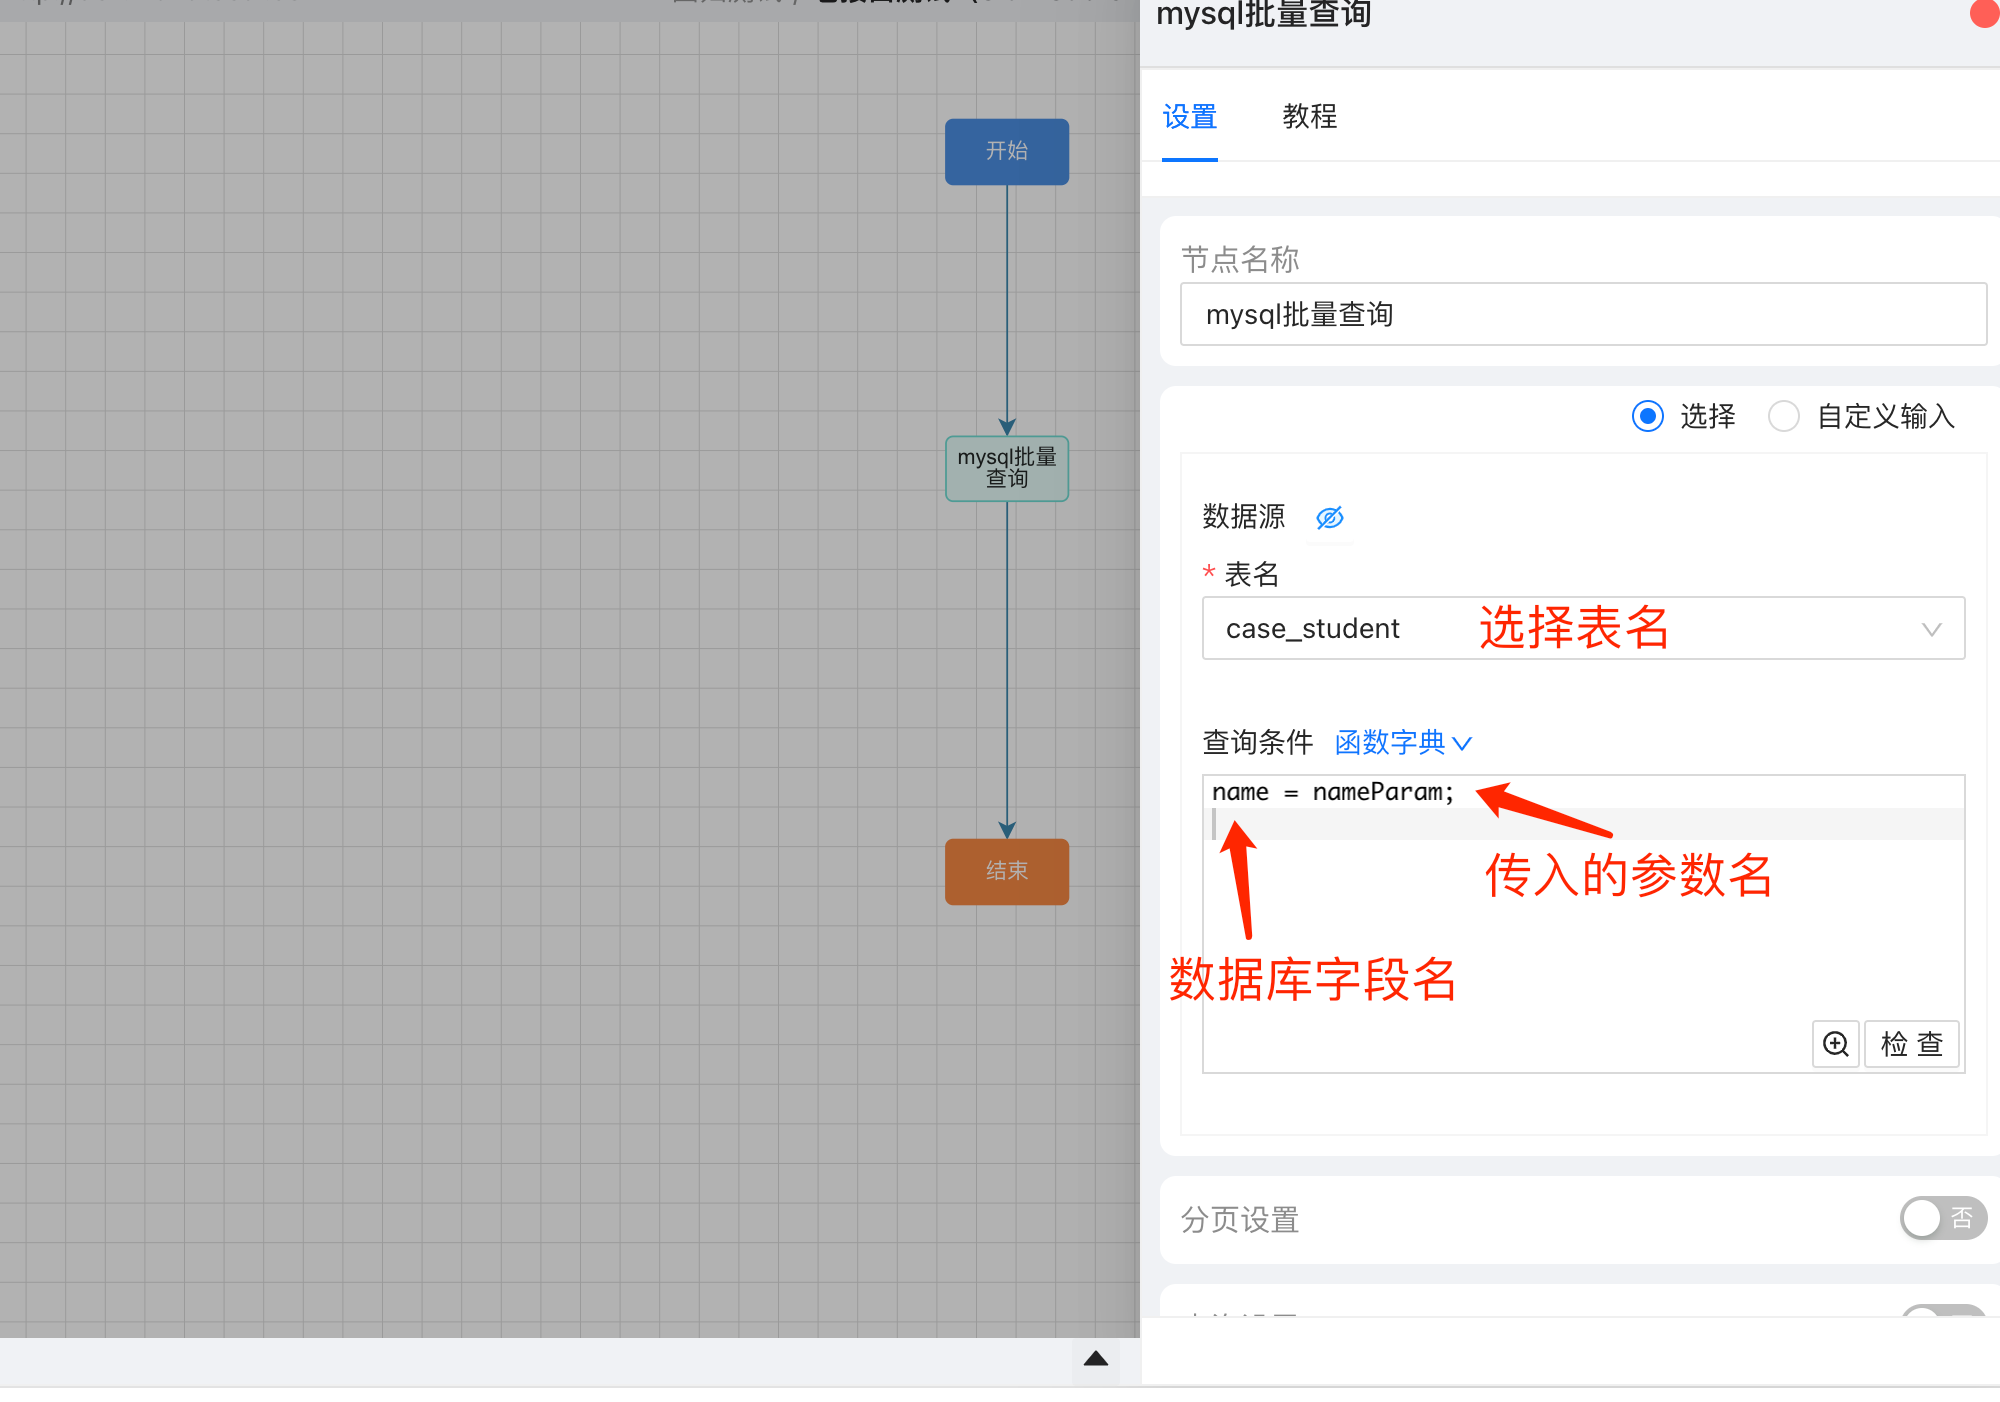 mysql批量查询
设置
教程
开始
节点名称
mysql批量查询
选择
自定义输入
mysql批量
查询
数据源
* 表名
case_student
选择表名
查询条件
函数字典
name = nameParam;
传入的参数名
结束
数据库字段名
检 查
分页设置
否